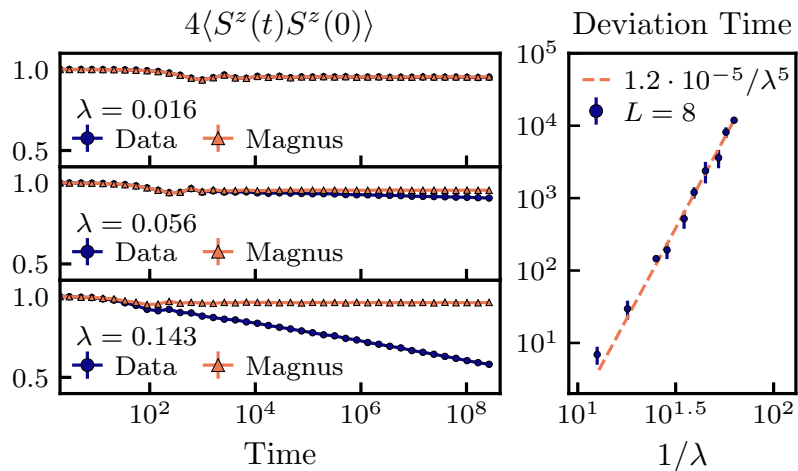 4⟨S^z(t)S^z(0)⟩
1.0
λ = 0.016
Data Magnus
0.5
1.0
λ = 0.056
Data Magnus
0.5
1.0
λ = 0.143
Data Magnus
0.5
10^2 10^4 10^6 10^8
Time
Deviation Time
10^5
1.2 · 10^−5/λ^5
L = 8
10^4
10^3
10^2
10^1
10^1 10^1.5 10^2
1/λ